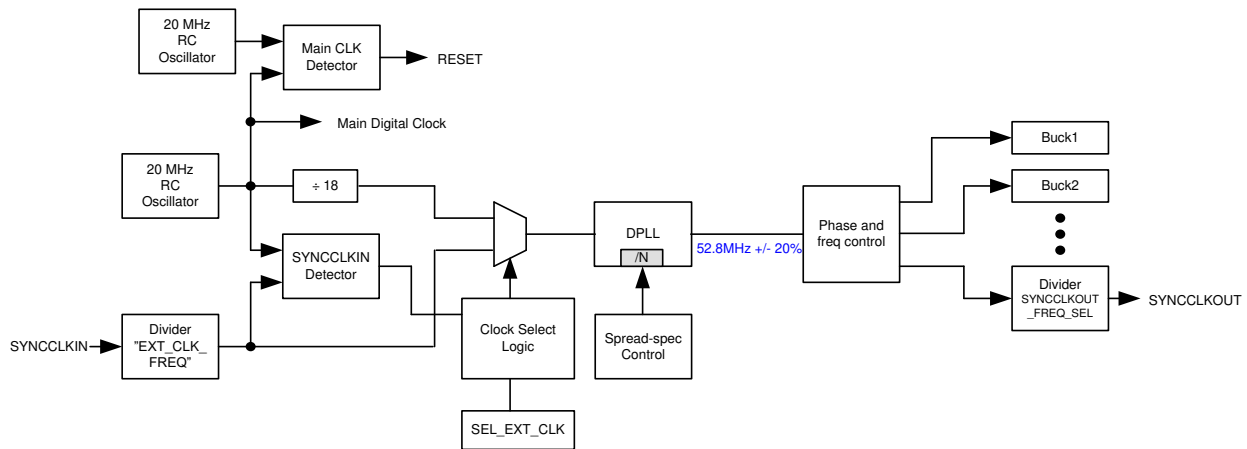 20 MHz
RC
Oscillator
Main CLK
Detector
RESET
Main Digital Clock
20 MHz
RC
Oscillator
÷ 18
SYNCCLKIN
Detector
SYNCCLKIN
Divider
"EXT_CLK_
FREQ"
Clock Select
Logic
SEL_EXT_CLK
DPLL
/N
Spread-spec
Control
52.8MHz +/- 20%
Phase and
freq control
Buck1
Buck2
Divider
SYNCCLKOUT
_FREQ_SEL
SYNCCLKOUT